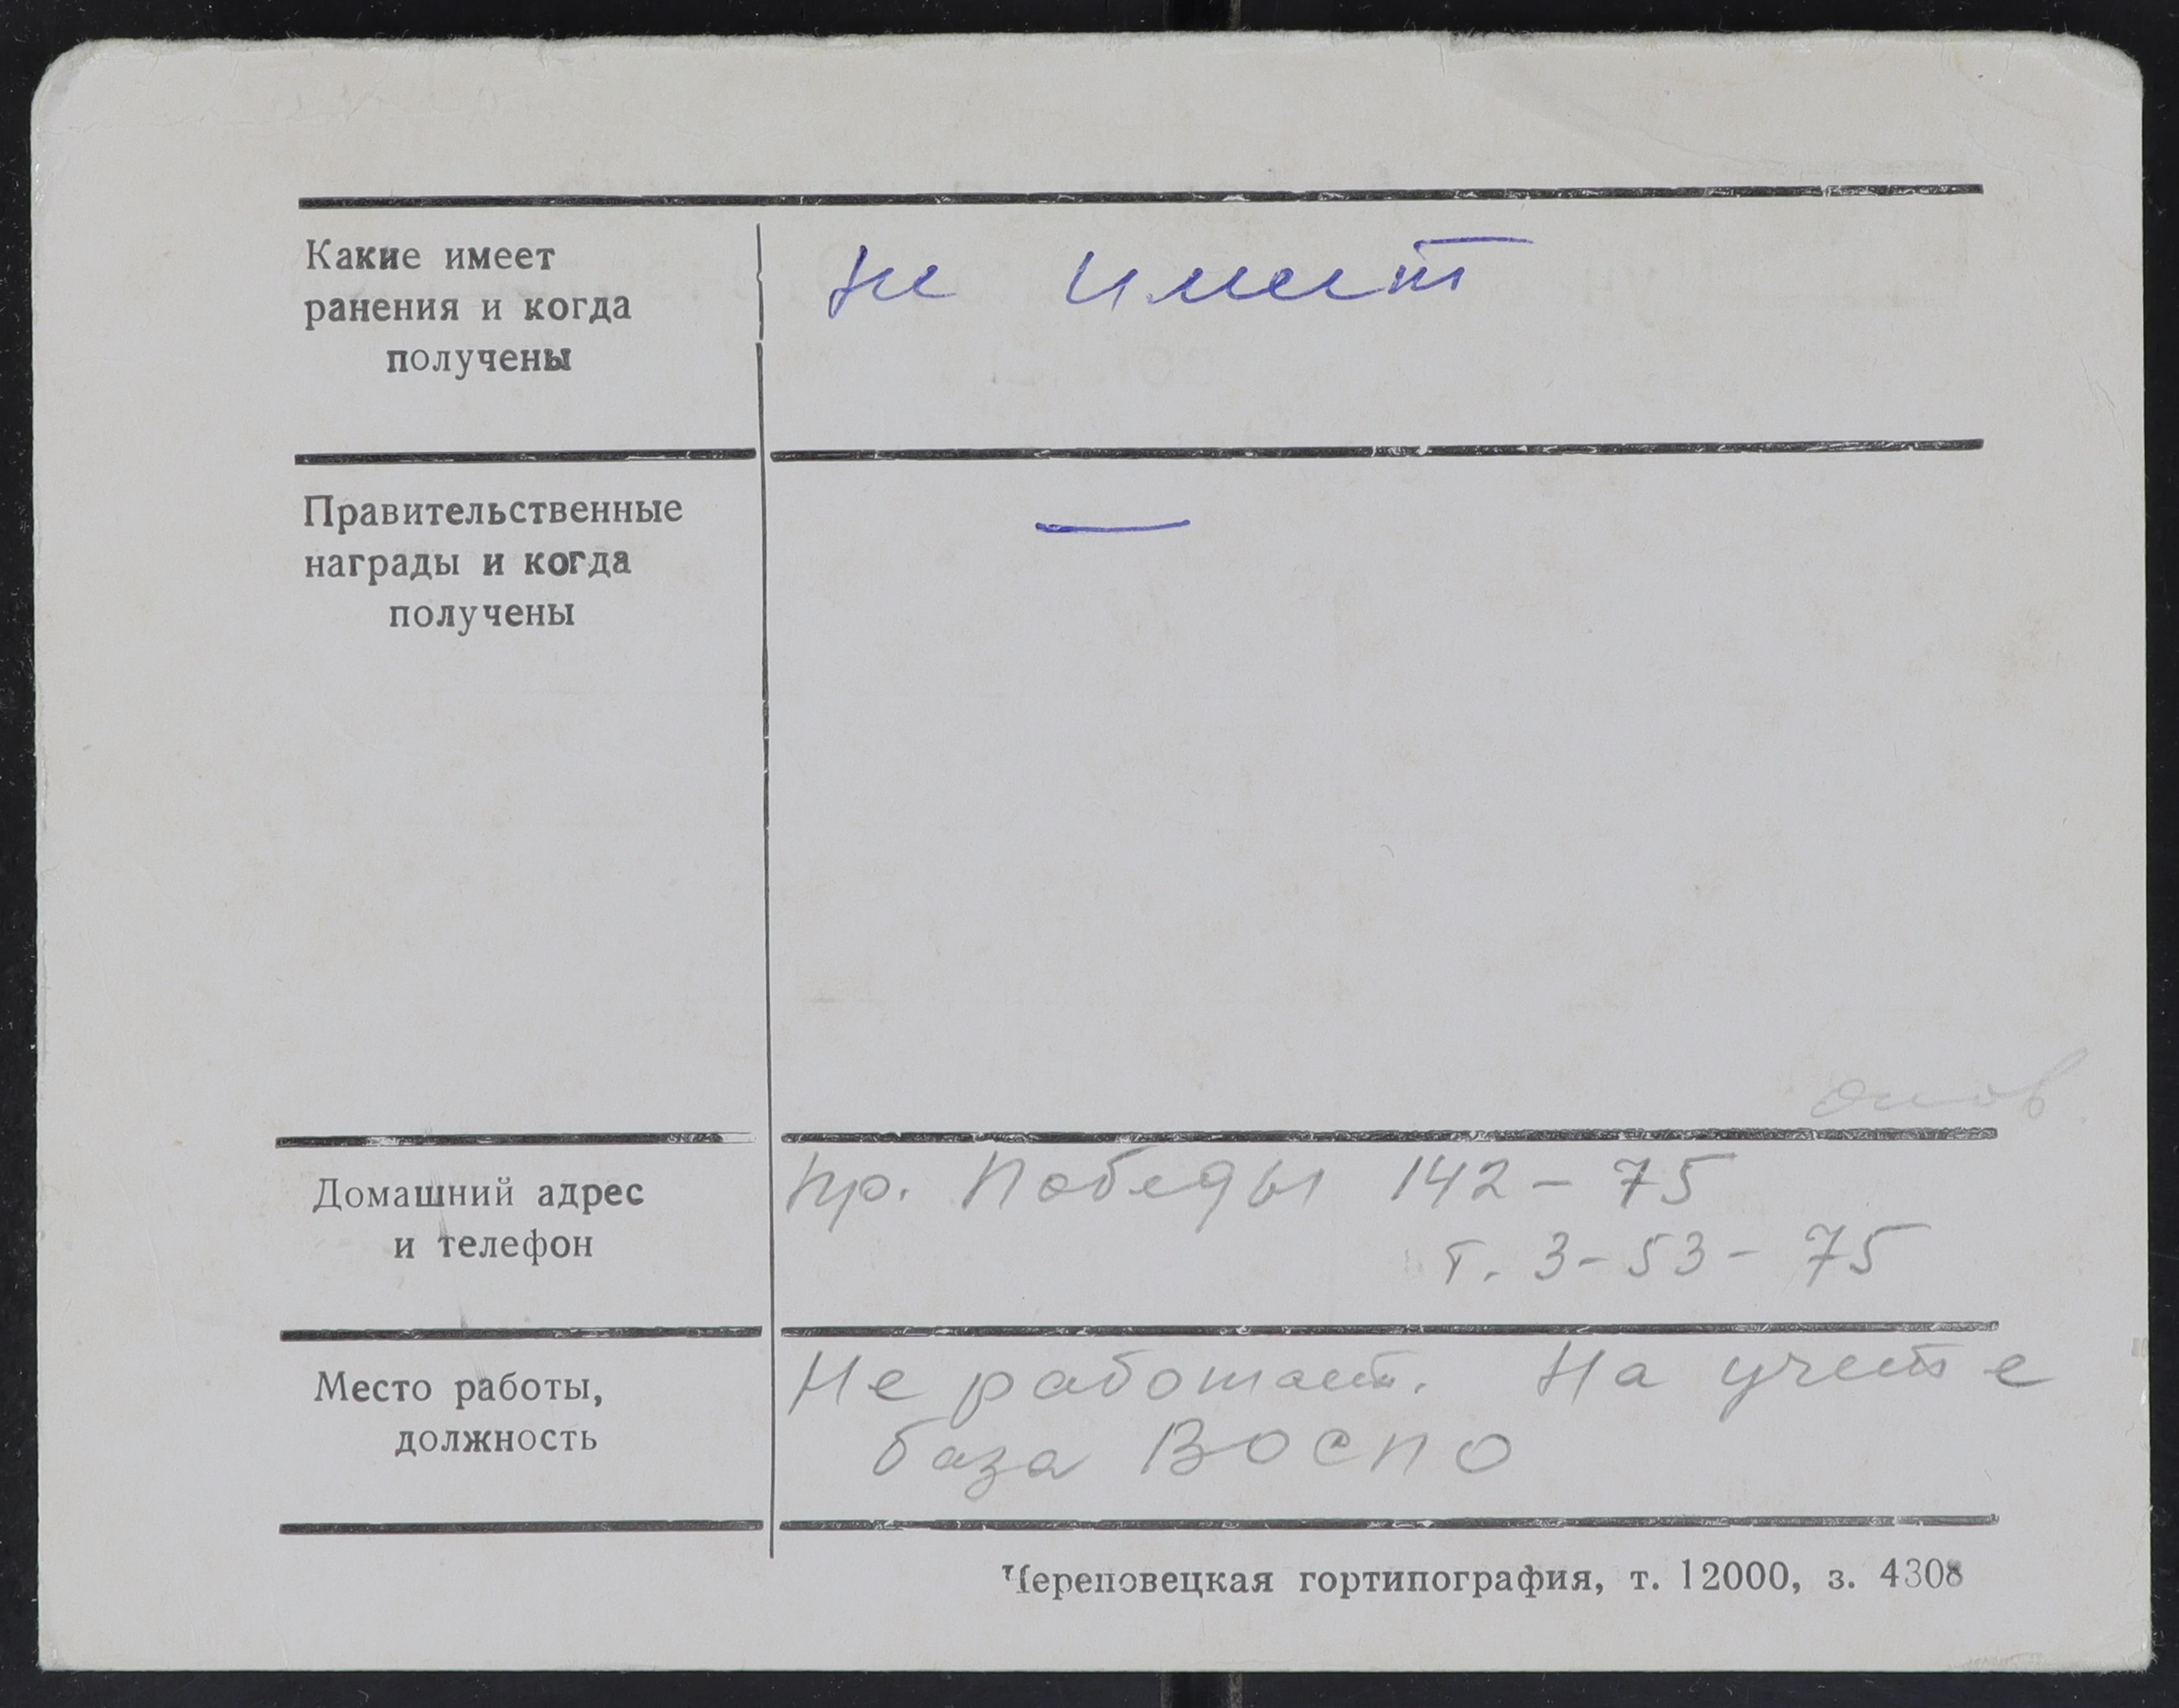 Какие имеет
ранения и когда
получены
не имеет
Правительственные
награды и когда
получены
—
Домашний адрес
и телефон
пр. Победы 142-75
т. 3-53-75
Место работы,
должность
Не работает. На учете
база ВОСПО
Череповецкая гортипография, т. 12000, з. 4308